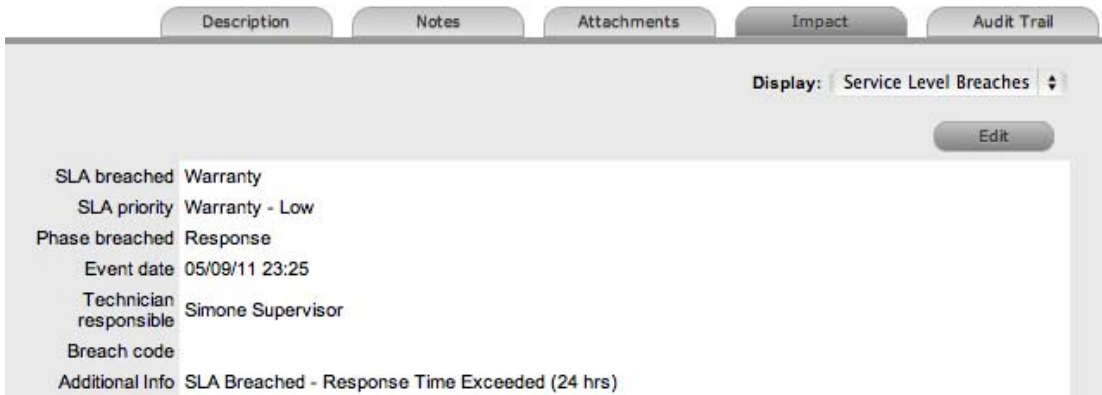 Description Notes Attachments Impact Audit Trail
Display: Service Level Breaches
Edit
SLA breached Warranty
SLA priority Warranty - Low
Phase breached Response
Event date 05/09/11 23:25
Technician
responsible Simone Supervisor
Breach code
Additional Info SLA Breached - Response Time Exceeded (24 hrs)